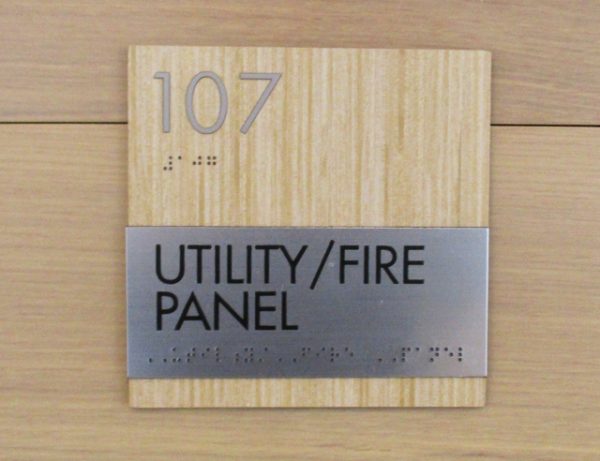 107
⠼⠁⠚⠛
UTILITY/FIRE
PANEL